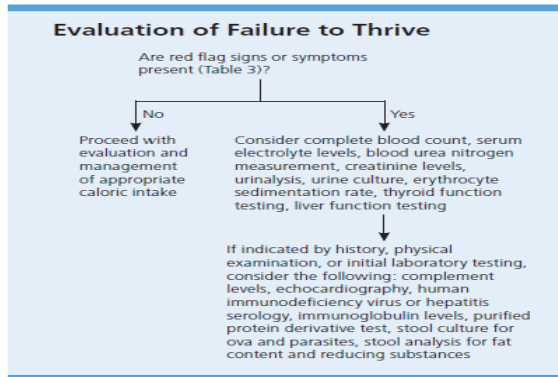 Evaluation of Failure to Thrive
Are red flag signs or symptoms
present (Table 3)?
No
Yes
Proceed with
evaluation and
management
of appropriate
caloric intake
Consider complete blood count, serum
electrolyte levels, blood urea nitrogen
measurement, creatinine levels,
urinalysis, urine culture, erythrocyte
sedimentation rate, thyroid function
testing, liver function testing
If indicated by history, physical
examination, or initial laboratory testing,
consider the following: complement
levels, echocardiography, human
immunodeficiency virus or hepatitis
serology, immunoglobulin levels, purified
protein derivative test, stool culture for
ova and parasites, stool analysis for fat
content and reducing substances